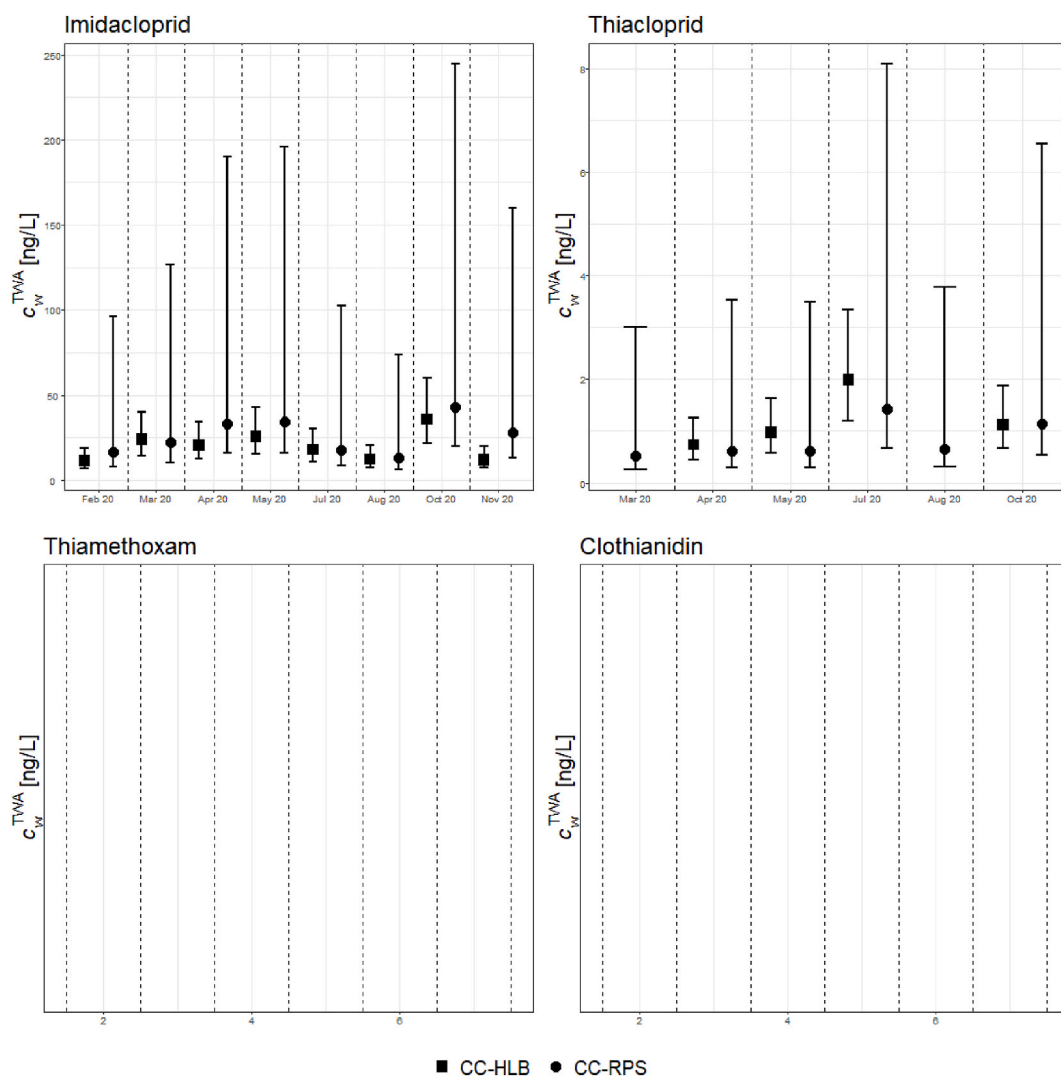 Imidacloprid
250
200
150
100
50
0
c_w^TWA [ng/L]
Feb 20 Mar 20 Apr 20 May 20 Jul 20 Aug 20 Oct 20 Nov 20
Thiacloprid
8
6
4
2
0
c_w^TWA [ng/L]
Mar 20 Apr 20 May 20 Jul 20 Aug 20 Oct 20
Thiamethoxam
c_w^TWA [ng/L]
2 4 6
Clothianidin
c_w^TWA [ng/L]
2 4 6
CC-HLB CC-RPS